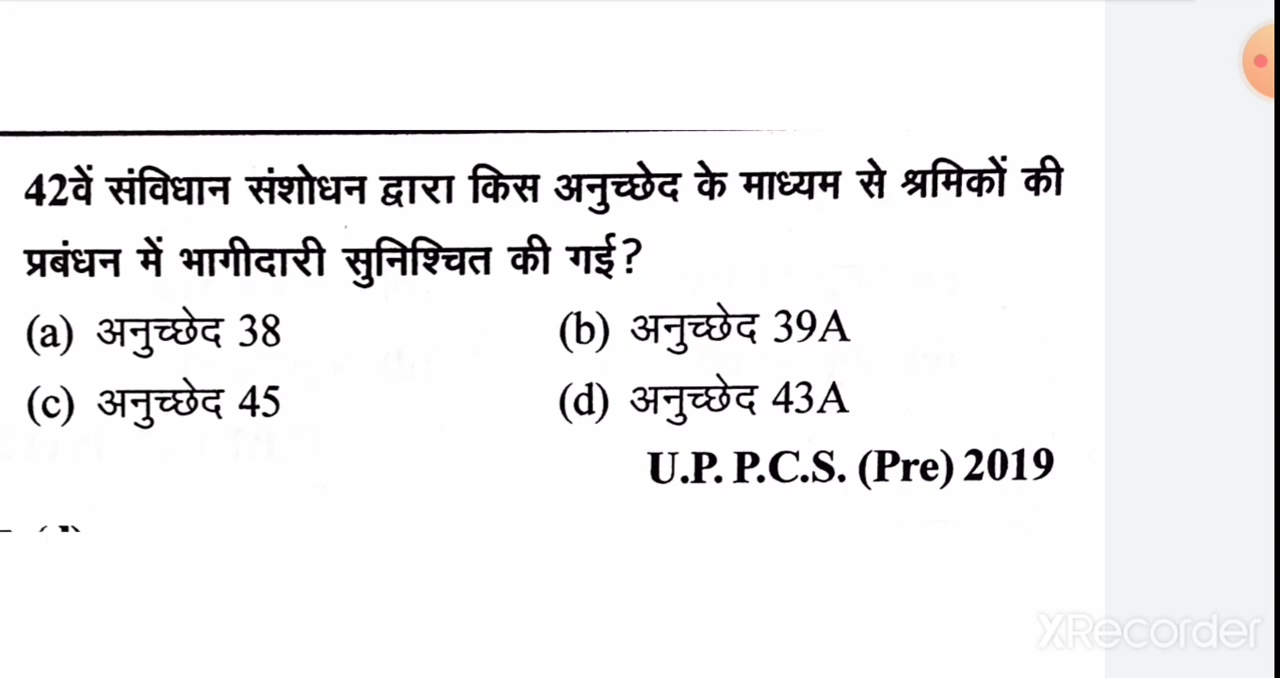 42वें संविधान संशोधन द्वारा किस अनुच्छेद के माध्यम से श्रमिकों की
प्रबंधन में भागीदारी सुनिश्चित की गई?
(a) अनुच्छेद 38 (b) अनुच्छेद 39A
(c) अनुच्छेद 45 (d) अनुच्छेद 43A
U.P. P.C.S. (Pre) 2019
XRecorder